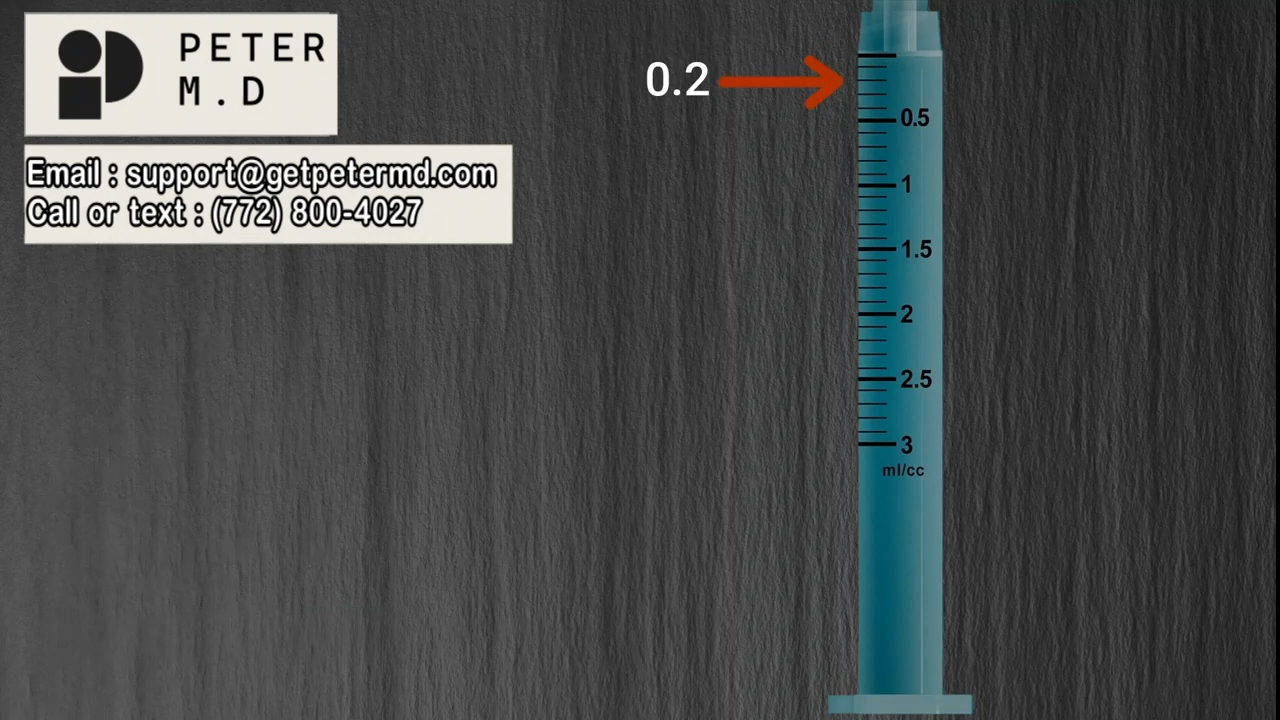 PETER
M.D
Email : support@getpetermd.com
Call or text : (772) 800-4027
0.2
0.5
1
1.5
2
2.5
3
ml/cc